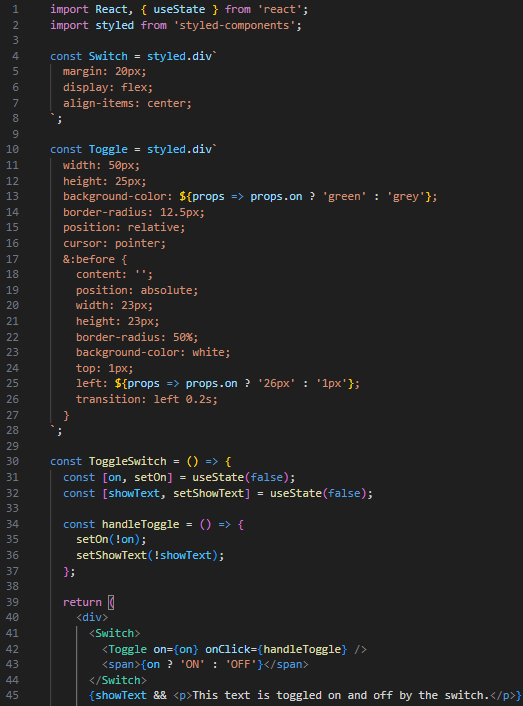 1 import React, { useState } from 'react';
2 import styled from 'styled-components';
3
4 const Switch = styled.div`
5   margin: 20px;
6   display: flex;
7   align-items: center;
8 `;
9
10 const Toggle = styled.div`
11   width: 50px;
12   height: 25px;
13   background-color: ${props => props.on ? 'green' : 'grey'};
14   border-radius: 12.5px;
15   position: relative;
16   cursor: pointer;
17   &:before {
18     content: '';
19     position: absolute;
20     width: 23px;
21     height: 23px;
22     border-radius: 50%;
23     background-color: white;
24     top: 1px;
25     left: ${props => props.on ? '26px' : '1px'};
26     transition: left 0.2s;
27   }
28 `;
29
30 const ToggleSwitch = () => {
31   const [on, setOn] = useState(false);
32   const [showText, setShowText] = useState(false);
33
34   const handleToggle = () => {
35     setOn(!on);
36     setShowText(!showText);
37   };
38
39   return (
40     <div>
41       <Switch>
42         <Toggle on={on} onClick={handleToggle} />
43         <span>{on ? 'ON' : 'OFF'}</span>
44       </Switch>
45       {showText && <p>This text is toggled on and off by the switch.</p>}